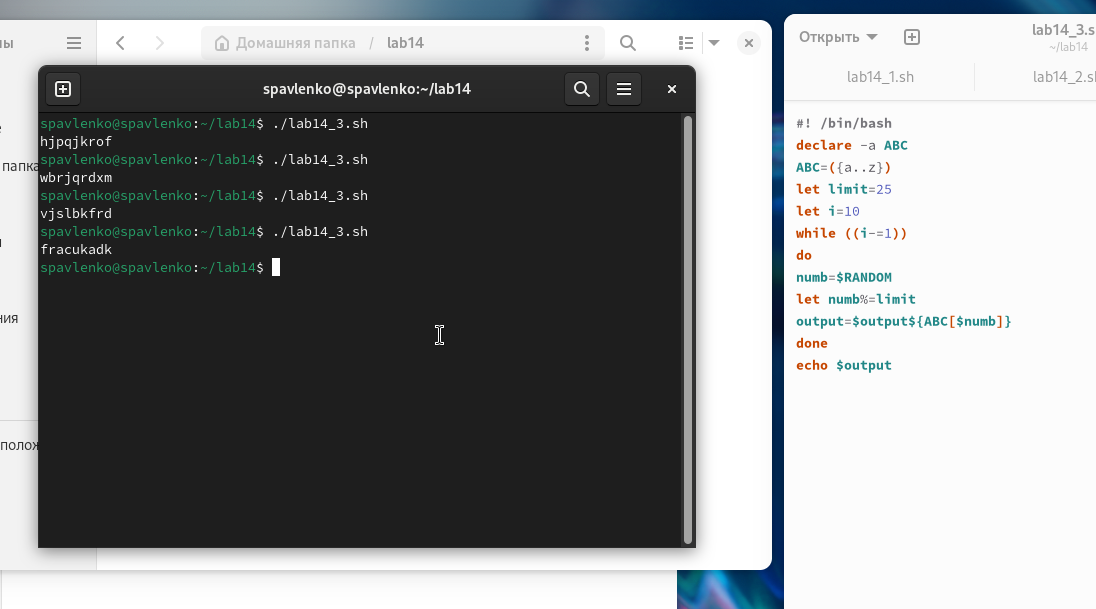 Домашняя папка / lab14
папка
spavlenko@spavlenko:~/lab14
spavlenko@spavlenko:~/lab14$ ./lab14_3.sh
hjpqjkrof
spavlenko@spavlenko:~/lab14$ ./lab14_3.sh
wbrjqrdxm
spavlenko@spavlenko:~/lab14$ ./lab14_3.sh
vjslbkfrd
spavlenko@spavlenko:~/lab14$ ./lab14_3.sh
fracukadk
spavlenko@spavlenko:~/lab14$
Открыть
lab14_3.s
~/lab14
lab14_1.sh lab14_2.sh
#! /bin/bash
declare -a ABC
ABC=({a..z})
let limit=25
let i=10
while ((i-=1))
do
numb=$RANDOM
let numb%=limit
output=$output${ABC[$numb]}
done
echo $output